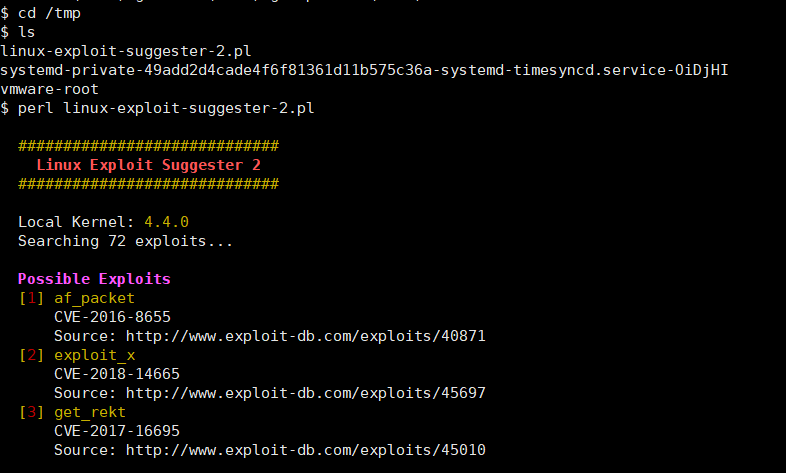 $ cd /tmp
$ ls
linux-exploit-suggester-2.pl
systemd-private-49add2d4cade4f6f81361d11b575c36a-systemd-timesyncd.service-OiDjHI
vmware-root
$ perl linux-exploit-suggester-2.pl
#############################
Linux Exploit Suggester 2
#############################
Local Kernel: 4.4.0
Searching 72 exploits...
Possible Exploits
[1] af_packet
CVE-2016-8655
Source: http://www.exploit-db.com/exploits/40871
[2] exploit_x
CVE-2018-14665
Source: http://www.exploit-db.com/exploits/45697
[3] get_rekt
CVE-2017-16695
Source: http://www.exploit-db.com/exploits/45010